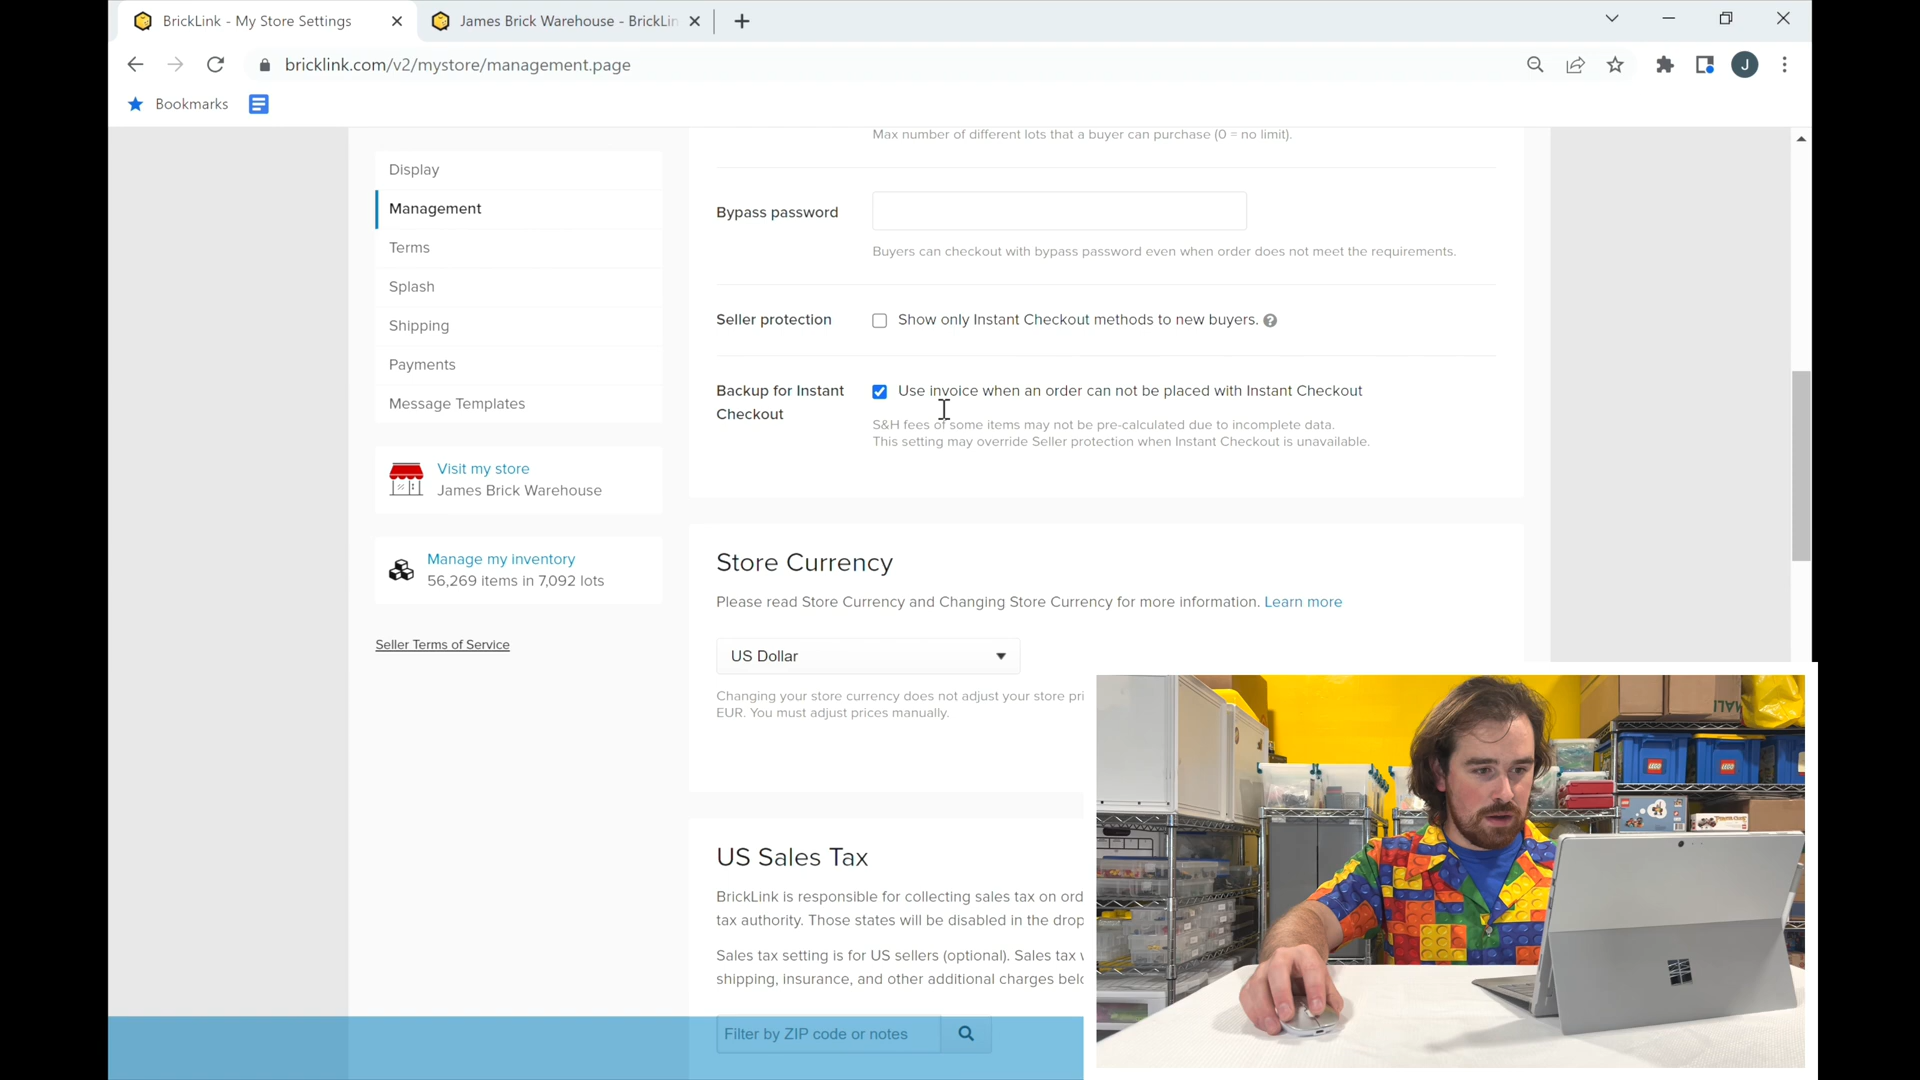 BrickLink - My Store Settings
James Brick Warehouse - BrickLin
bricklink.com/v2/mystore/management.page
J
Bookmarks
Max number of different lots that a buyer can purchase (0 = no limit).
Display
Management
Terms
Splash
Shipping
Payments
Message Templates
Visit my store
James Brick Warehouse
Manage my inventory
56,269 items in 7,092 lots
Seller Terms of Service
Bypass password
Buyers can checkout with bypass password even when order does not meet the requirements.
Seller protection
Show only Instant Checkout methods to new buyers.
Backup for Instant
Checkout
Use invoice when an order can not be placed with Instant Checkout
S&H fees of some items may not be pre-calculated due to incomplete data.
This setting may override Seller protection when Instant Checkout is unavailable.
Store Currency
Please read Store Currency and Changing Store Currency for more information. Learn more
US Dollar
Changing your store currency does not adjust your store pri
EUR. You must adjust prices manually.
US Sales Tax
BrickLink is responsible for collecting sales tax on ord
tax authority. Those states will be disabled in the drop
Sales tax setting is for US sellers (optional). Sales tax
shipping, insurance, and other additional charges bel
Filter by ZIP code or notes
LEGO
LEGO